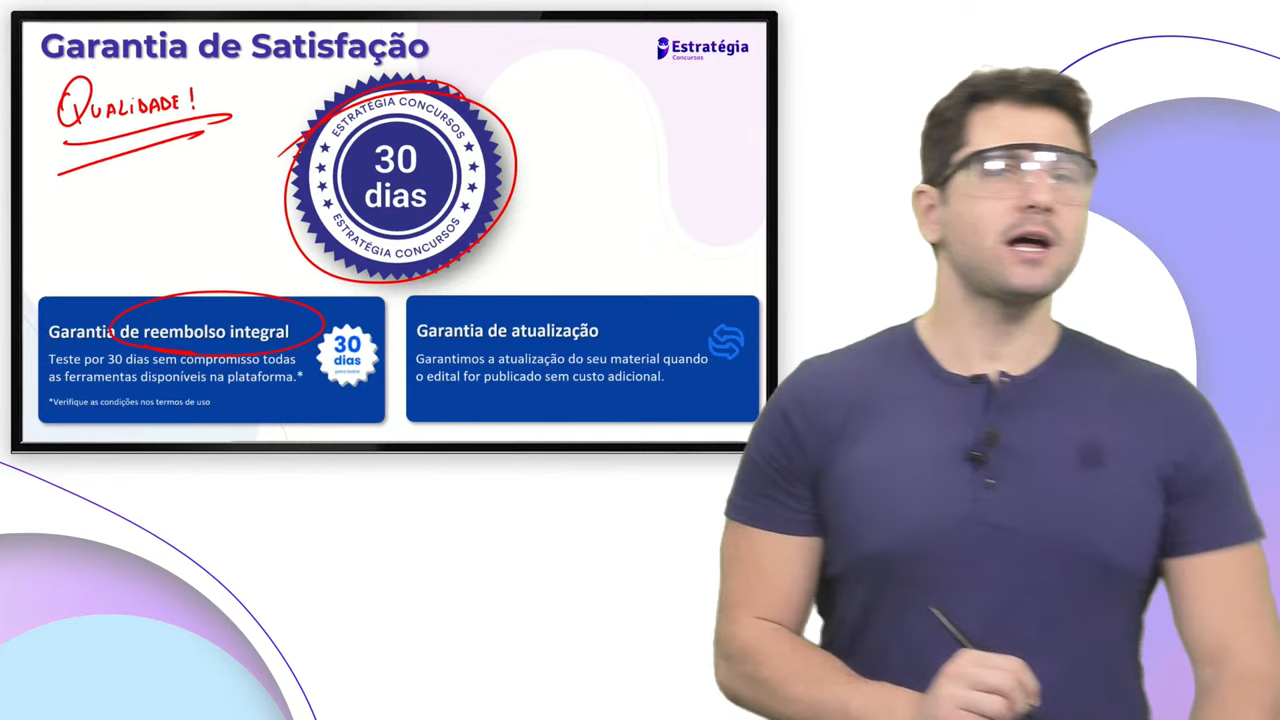 Garantia de Satisfação
Estratégia
Concursos
QUALIDADE!
ESTRATÉGIA CONCURSOS
30
dias
ESTRATÉGIA CONCURSOS
Garantia de reembolso integral
30
dias
Teste por 30 dias sem compromisso todas
as ferramentas disponíveis na plataforma.*
*Verifique as condições nos termos de uso
Garantia de atualização
Garantimos a atualização do seu material quando
o edital for publicado sem custo adicional.